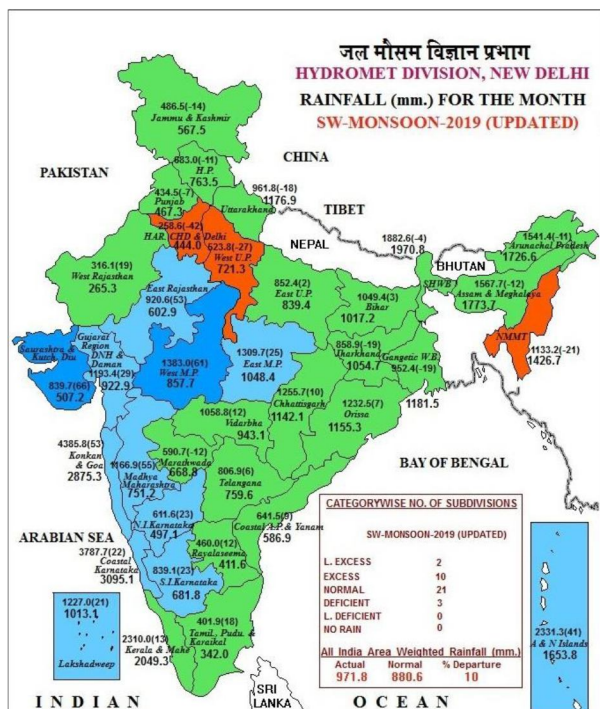 जल मौसम विज्ञान प्रभाग
HYDROMET DIVISION, NEW DELHI
RAINFALL (mm.) FOR THE MONTH
SW-MONSOON-2019 (UPDATED)
486.5(-14)
Jammu & Kashmir
567.5
CHINA
PAKISTAN
683.0(-11)
H.P.
763.5
434.5(-7)
Punjab
467.3
961.8(-18)
Uttarakhand
1176.9
TIBET
258.6(-42)
HAR. CHD & Delhi
444.0
623.8(-27)
West U.P.
721.3
NEPAL
1882.6(-4)
1970.8
BHUTAN
1541.4(-11)
Arunachal Pradesh
1726.6
316.1(19)
West Rajasthan
265.3
East Rajasthan
920.6(53)
602.9
852.4(2)
East U.P.
839.4
1049.4(3)
Bihar
1017.2
SHWB
1567.7(-12)
Assam & Meghalaya
1773.7
NMMT
1133.2(-21)
1426.7
Saurashtra &
Kutch, Diu
839.7(66)
507.2
Gujarat
Region
DNH &
Daman
1193.4(29)
922.9
1383.0(61)
West M.P.
857.7
1309.7(25)
East M.P.
1048.4
858.9(-19)
Jharkhand
1054.7
Gangetic W.B.
952.4(-19)
1181.5
1255.7(10)
Chhattisgarh
1142.1
1232.5(7)
Orissa
1155.3
1058.8(12)
Vidarbha
943.1
4385.8(53)
Konkan
and Goa
2875.3
1166.9(55)
Madhya
Maharashtra
751.2
590.7(-12)
Marathwada
668.8
806.9(6)
Telangana
759.6
BAY OF BENGAL
611.6(23)
N.I.Karnataka
497.1
641.5(9)
Coastal A.P.& Yanam
586.9
460.0(12)
Rayalaseema
411.6
ARABIAN SEA
3787.7(22)
Coastal
Karnataka
3095.1
839.1(23)
S.I.Karnataka
681.8
1227.0(21)
1013.1
Lakshadweep
2310.0(13)
Kerala & Mahe
2049.3
401.9(18)
Tamil, Pudu. &
Karaikal
342.0
CATEGORYWISE NO. OF SUBDIVISIONS
SW-MONSOON-2019 (UPDATED)
L. EXCESS 2
EXCESS 10
NORMAL 21
DEFICIENT 3
L. DEFICIENT 0
NO RAIN 0
All India Area Weighted Rainfall (mm.)
Actual Normal % Departure
971.8 880.6 10
2331.3(41)
A & N Islands
1653.8
SRI
LANKA
INDIAN OCEAN